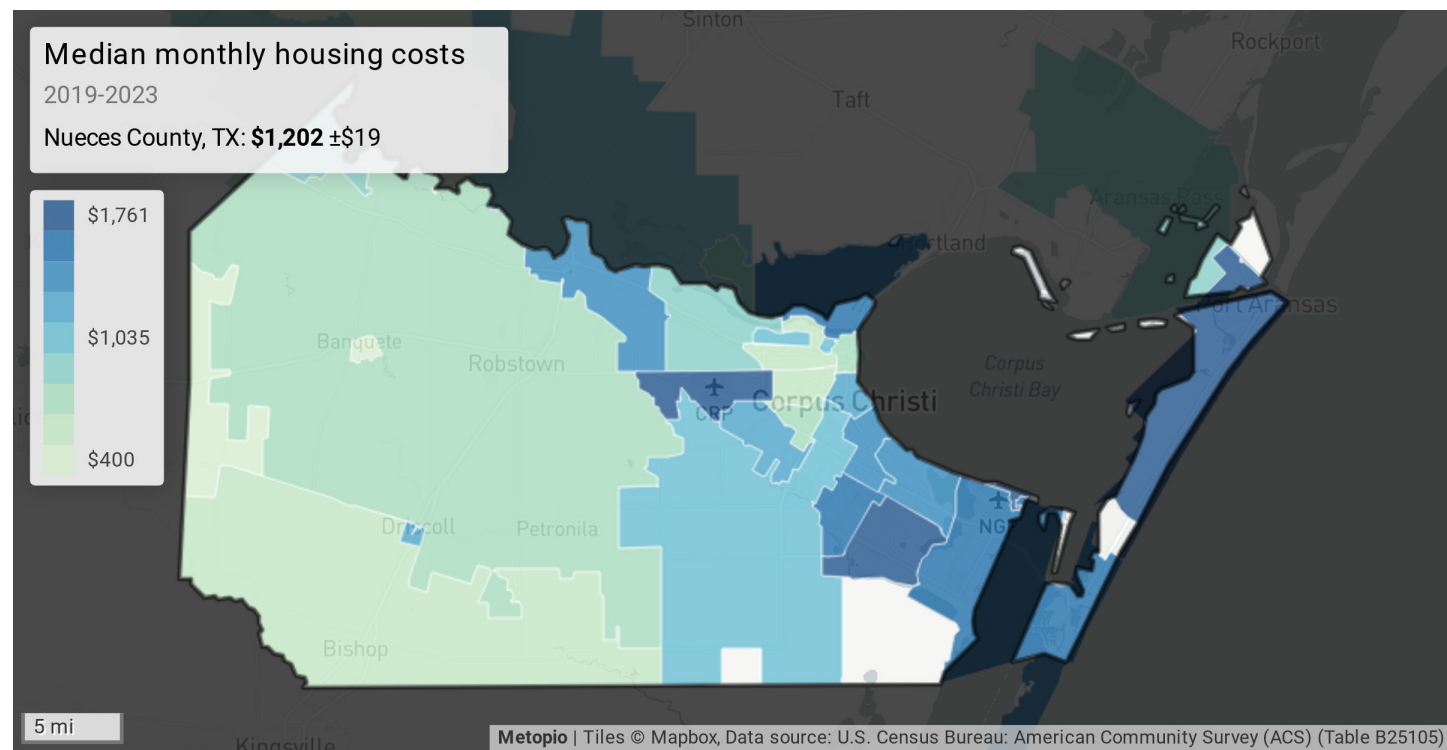 Sinton
Median monthly housing costs
Rockport
2019-2023
Taft
Nueces County, TX: $1,202 ±$19
Aransas Pass
$1,761
Portland
Port Aransas
$1,035
Banquete
Robstown
Corpus
Christi Bay
CRP
Corpus Christi
$400
Driscoll
Petronila
Bishop
5 mi
Kingsville
Metopio | Tiles © Mapbox, Data source: U.S. Census Bureau: American Community Survey (ACS) (Table B25105)